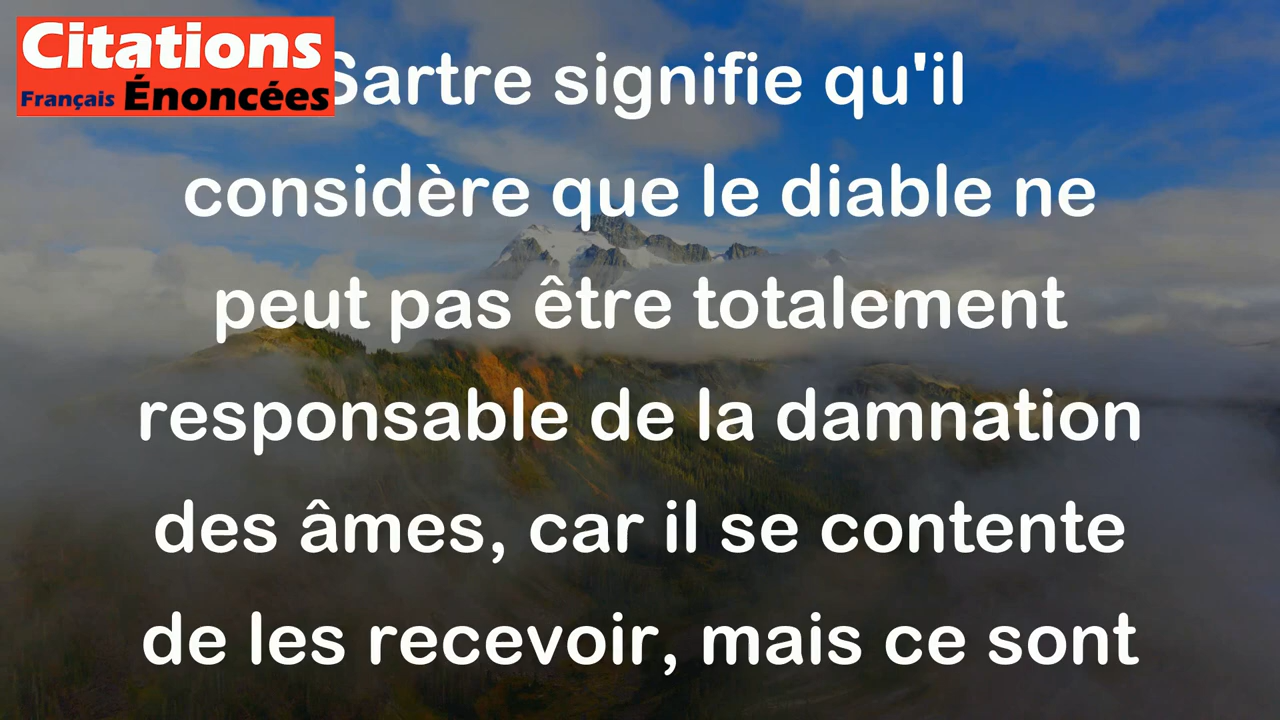 Citations
Français Énoncées
Sartre signifie qu'il
considère que le diable ne
peut pas être totalement
responsable de la damnation
des âmes, car il se contente
de les recevoir, mais ce sont